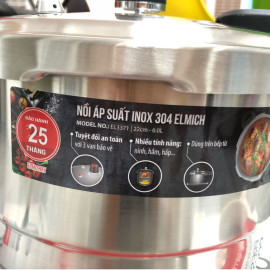 NỒI ÁP SUẤT INOX 304 ELMICH
MODEL NO.: EL3371 | 22cm - 6.0L
BẢO HÀNH
25
THÁNG
Tuyệt đối an toàn
với 3 van bảo vệ
Nhiều tính năng:
ninh, hầm, hấp...
Dùng trên bếp từ